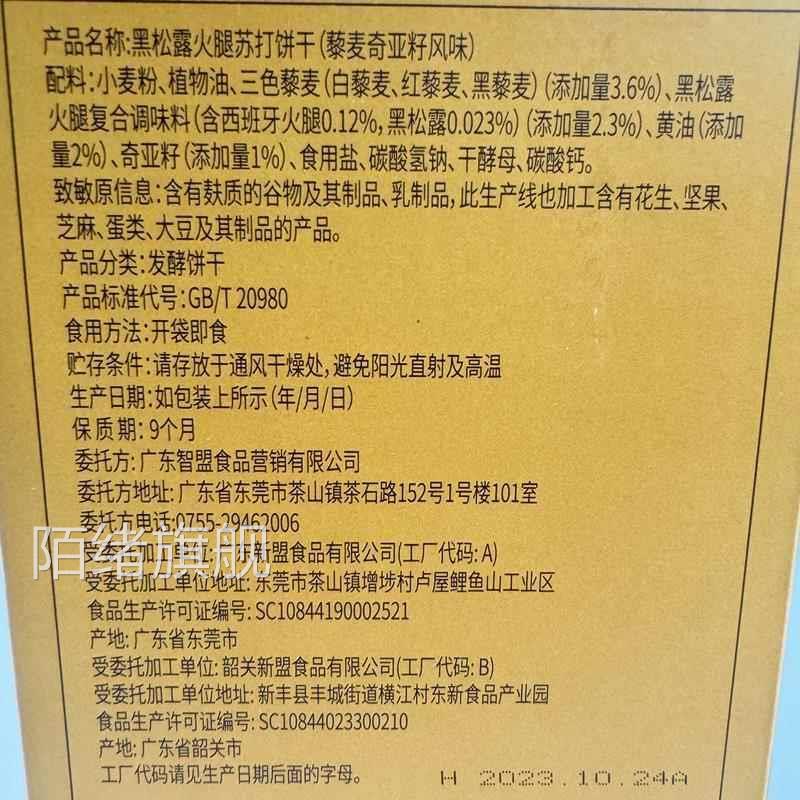 产品名称:黑松露火腿苏打饼干(藜麦奇亚籽风味)
配料:小麦粉、植物油、三色藜麦(白藜麦、红藜麦、黑藜麦)(添加量3.6%)、黑松露
火腿复合调味料(含西班牙火腿0.12%,黑松露0.023%)(添加量2.3%)、黄油(添加
量2%)、奇亚籽(添加量1%)、食用盐、碳酸氢钠、干酵母、碳酸钙。
致敏原信息:含有麸质的谷物及其制品、乳制品,此生产线也加工含有花生、坚果、
芝麻、蛋类、大豆及其制品的产品。
产品分类:发酵饼干
产品标准代号:GB/T 20980
食用方法:开袋即食
贮存条件:请存放于通风干燥处,避免阳光直射及高温
生产日期:如包装上所示(年/月/日)
保质期:9个月
委托方:广东智盟食品营销有限公司
委托方地址:广东省东莞市茶山镇茶石路152号1号楼101室
委托方电话:0755-29462006
受委托加工单位:广东新盟食品有限公司(工厂代码:A)
受委托加工单位地址:东莞市茶山镇增埗村卢屋鲤鱼山工业区
食品生产许可证编号:SC10844190002521
产地:广东省东莞市
受委托加工单位:韶关新盟食品有限公司(工厂代码:B)
受委托加工单位地址:新丰县丰城街道横江村东新食品产业园
食品生产许可证编号:SC10844023300210
产地:广东省韶关市
工厂代码请见生产日期后面的字母。
H 2023.10.24A
陌绪旗舰